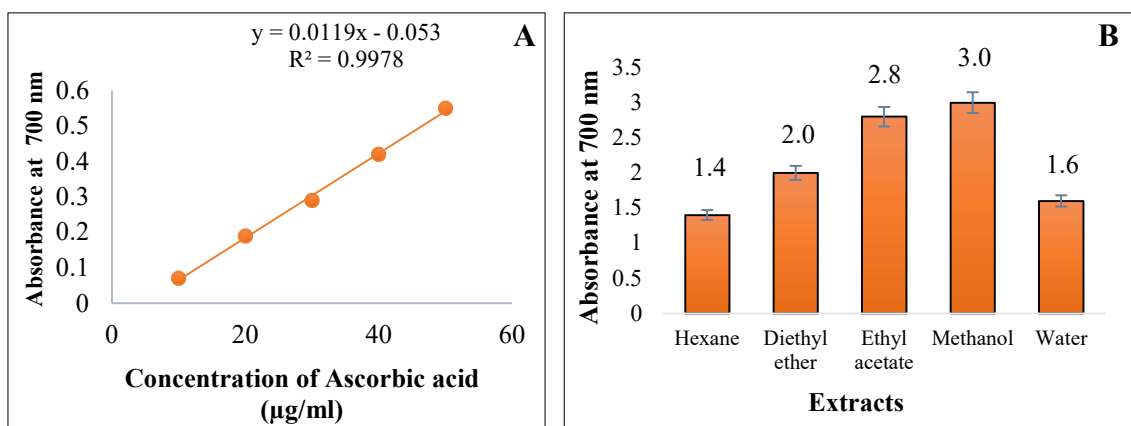 y = 0.0119x - 0.053
R² = 0.9978
A
Absorbance at 700 nm
0.6
0.5
0.4
0.3
0.2
0.1
0
0 20 40 60
Concentration of Ascorbic acid
(µg/ml)
B
Absorbance at 700 nm
3.5
3
2.5
2
1.5
1
0.5
0
1.4
2.0
2.8
3.0
1.6
Hexane
Diethyl
ether
Ethyl
acetate
Methanol
Water
Extracts